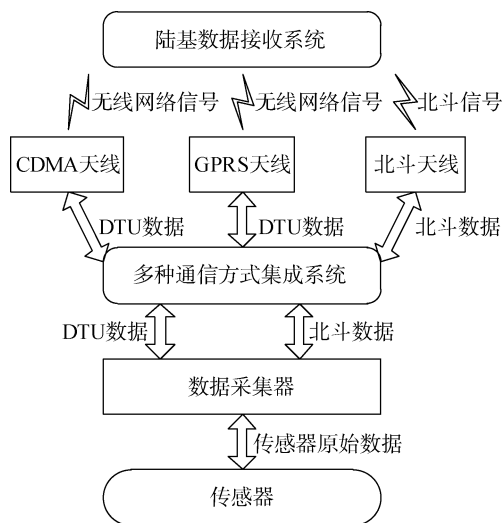 陆基数据接收系统
无线网络信号
无线网络信号
北斗信号
CDMA天线
GPRS天线
北斗天线
DTU数据
DTU数据
北斗数据
多种通信方式集成系统
DTU数据
北斗数据
数据采集器
传感器原始数据
传感器